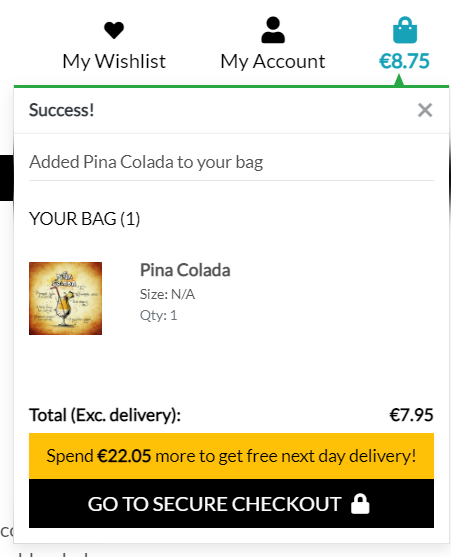 My Wishlist
My Account
€8.75
Success!
Added Pina Colada to your bag
YOUR BAG (1)
PINA
COLADA
Pina Colada
Size: N/A
Qty: 1
Total (Exc. delivery):
€7.95
Spend €22.05 more to get free next day delivery!
GO TO SECURE CHECKOUT